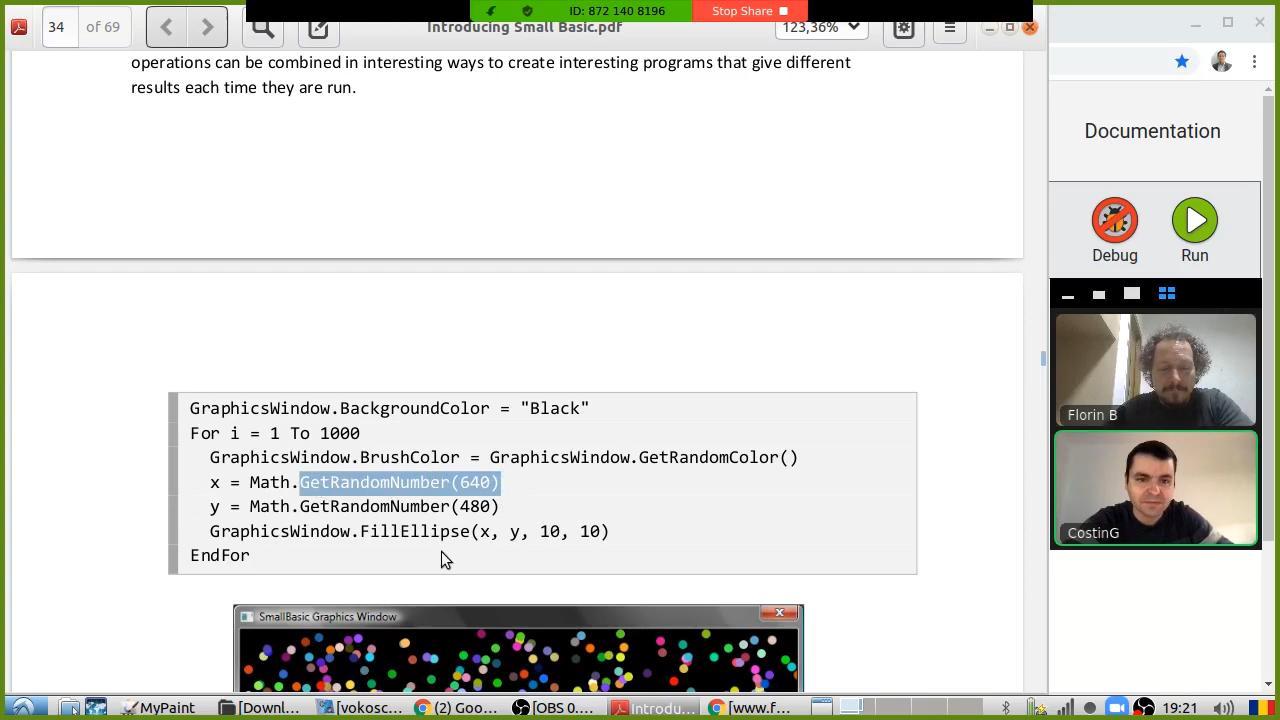 ID: 872 140 8196
Stop Share
34
of 69
Introducing Small Basic.pdf
123,36%
operations can be combined in interesting ways to create interesting programs that give different
results each time they are run.
GraphicsWindow.BackgroundColor = "Black"
For i = 1 To 1000
GraphicsWindow.BrushColor = GraphicsWindow.GetRandomColor()
x = Math.GetRandomNumber(640)
y = Math.GetRandomNumber(480)
GraphicsWindow.FillEllipse(x, y, 10, 10)
EndFor
SmallBasic Graphics Window
Documentation
Debug
Run
Florin B
CostinG
MyPaint
[Downl...
[vokosc...
(2) Goo...
[OBS 0....
Introdu...
[www.f...
19:21